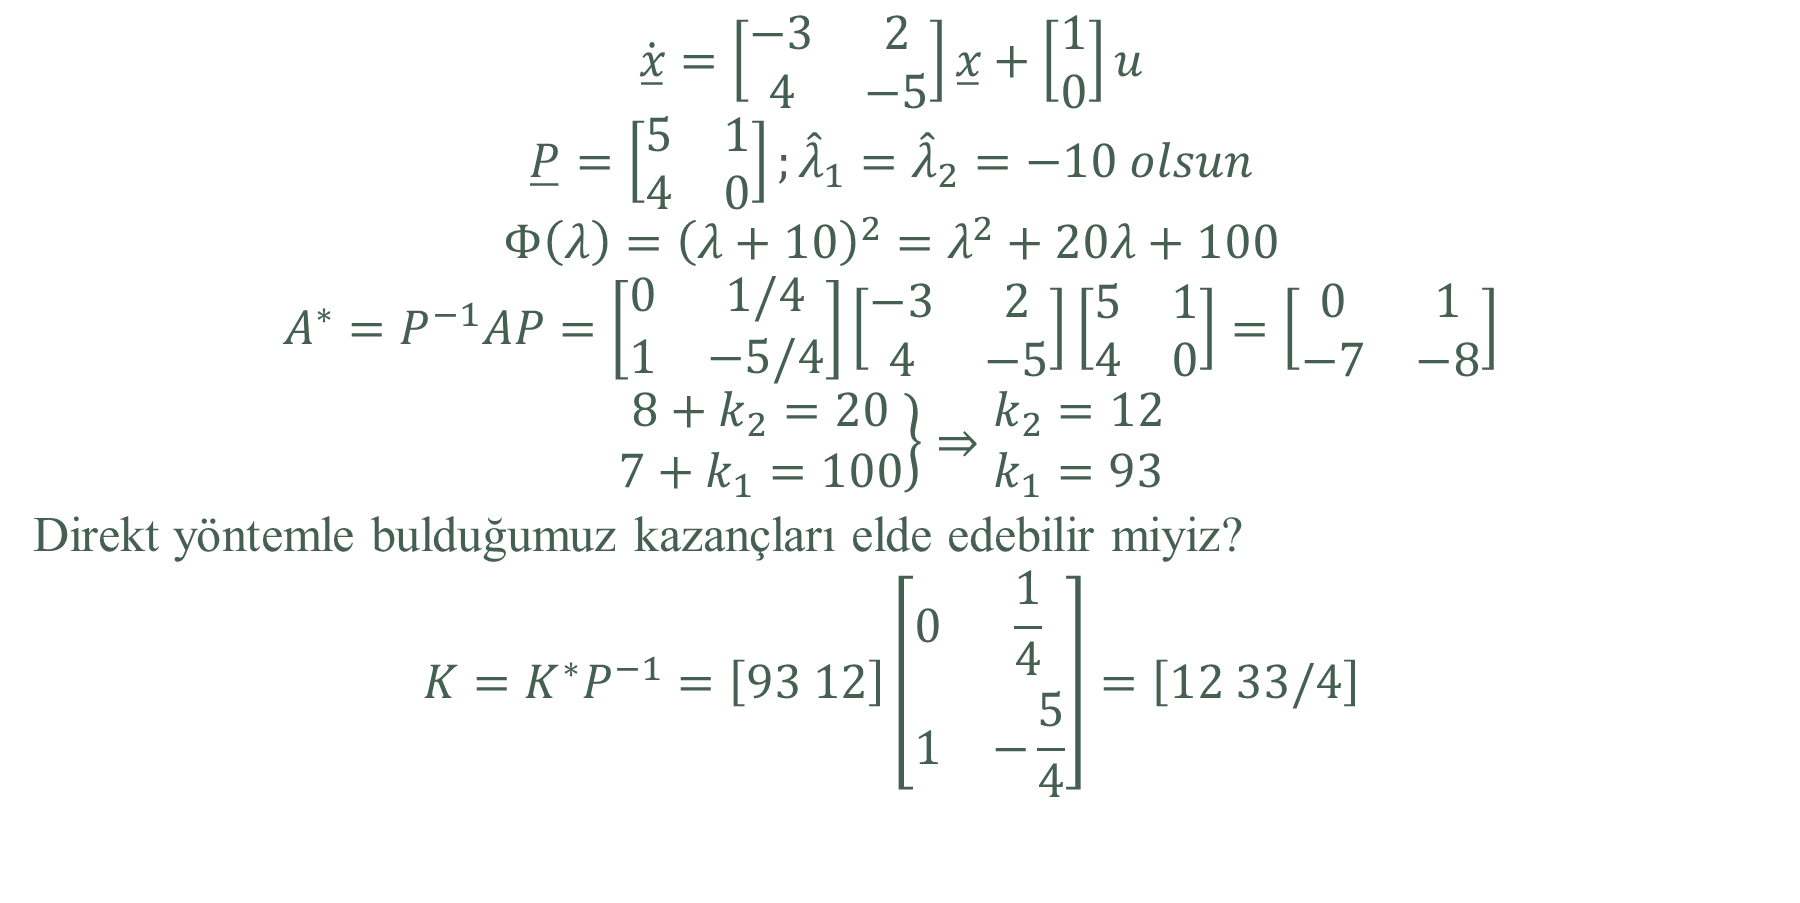 ẋ = [−3 2; 4 −5] x + [1; 0] u
P = [5 1; 4 0] ; λ̂₁ = λ̂₂ = −10 olsun
Φ(λ) = (λ + 10)² = λ² + 20λ + 100
A* = P⁻¹AP = [0 1/4; 1 −5/4] [−3 2; 4 −5] [5 1; 4 0] = [0 1; −7 −8]
8 + k₂ = 20
7 + k₁ = 100} ⇒ k₂ = 12
k₁ = 93
Direkt yöntemle bulduğumuz kazançları elde edebilir miyiz?
K = K*P⁻¹ = [93 12] [0 1/4; 1 −5/4] = [12 33/4]